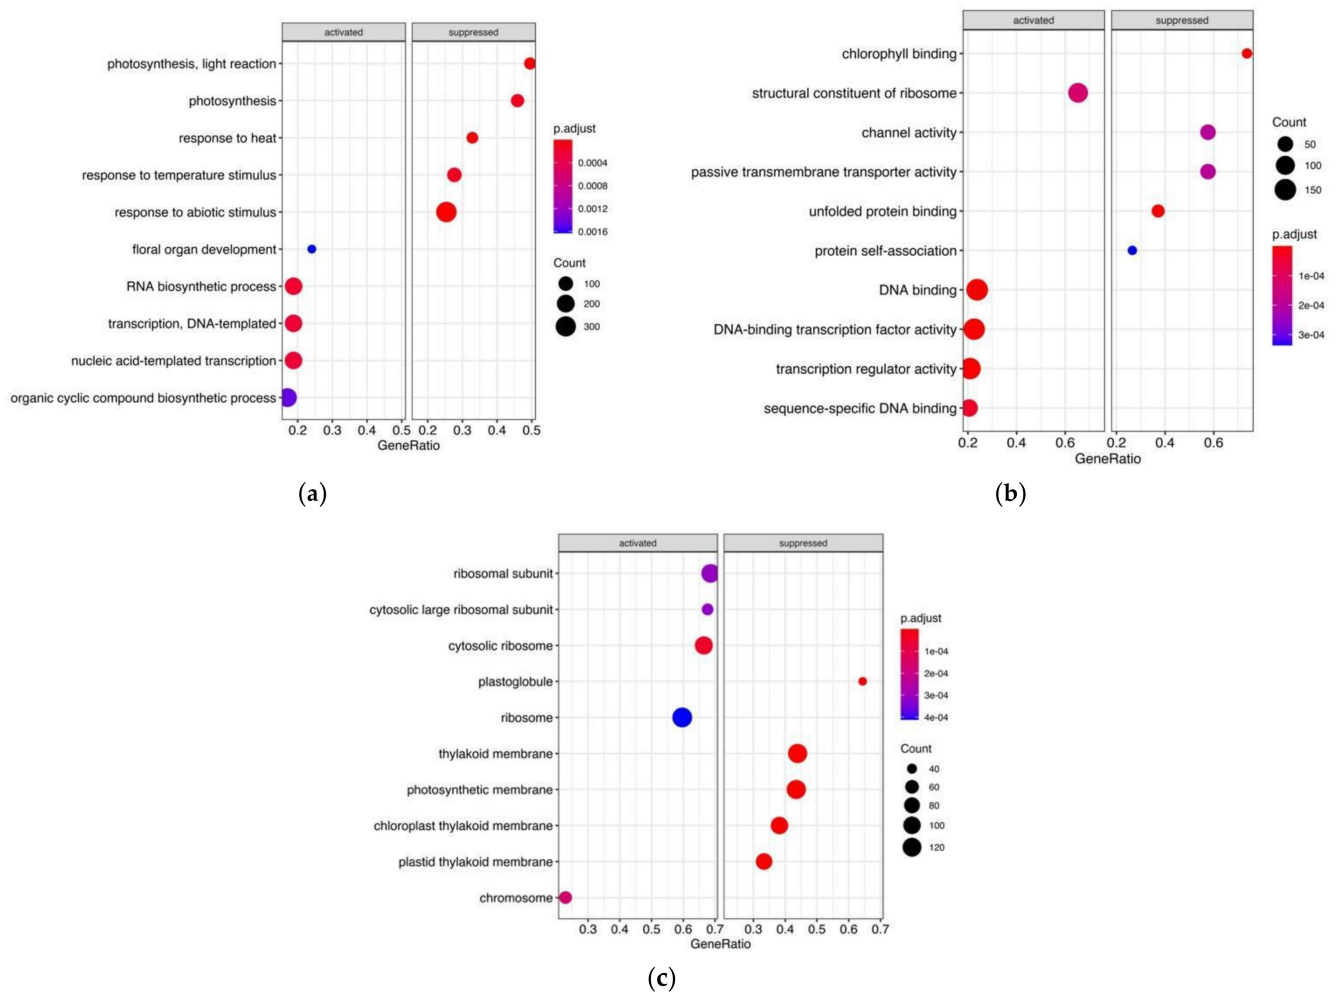 activated suppressed
photosynthesis, light reaction
photosynthesis
response to heat
response to temperature stimulus
response to abiotic stimulus
floral organ development
RNA biosynthetic process
transcription, DNA-templated
nucleic acid-templated transcription
organic cyclic compound biosynthetic process
0.2 0.3 0.4 0.5 0.2 0.3 0.4 0.5
GeneRatio
p.adjust
0.0004
0.0008
0.0012
0.0016
Count
100
200
300
(a)
activated suppressed
chlorophyll binding
structural constituent of ribosome
channel activity
passive transmembrane transporter activity
unfolded protein binding
protein self-association
DNA binding
DNA-binding transcription factor activity
transcription regulator activity
sequence-specific DNA binding
0.2 0.4 0.6 0.2 0.4 0.6
GeneRatio
Count
50
100
150
p.adjust
1e-04
2e-04
3e-04
(b)
activated suppressed
ribosomal subunit
cytosolic large ribosomal subunit
cytosolic ribosome
plastoglobule
ribosome
thylakoid membrane
photosynthetic membrane
chloroplast thylakoid membrane
plastid thylakoid membrane
chromosome
0.3 0.4 0.5 0.6 0.7 0.3 0.4 0.5 0.6 0.7
GeneRatio
p.adjust
1e-04
2e-04
3e-04
4e-04
Count
40
60
80
100
120
(c)